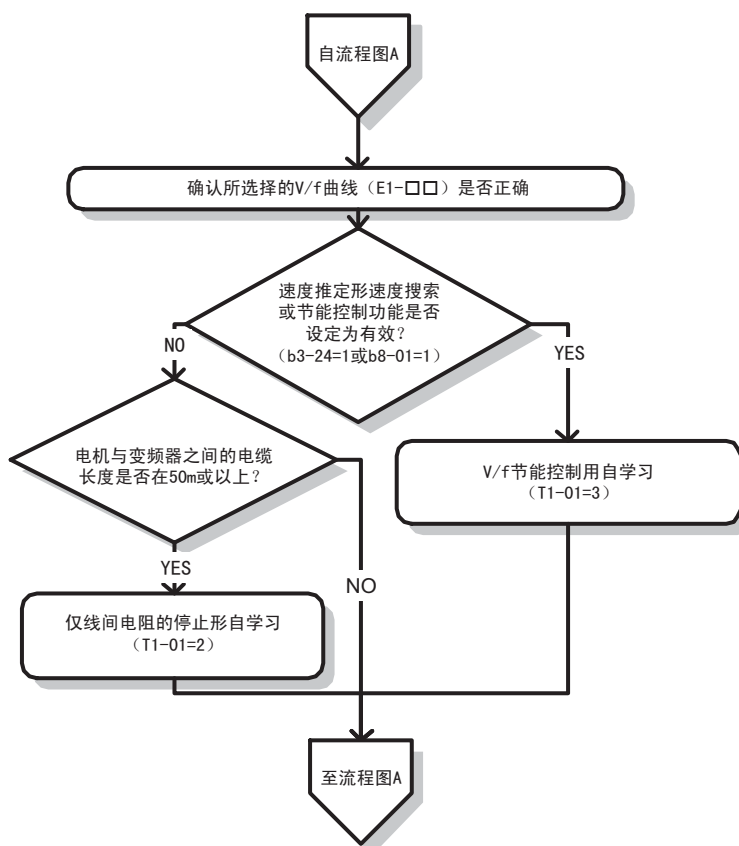 自流程图A
确认所选择的V/f曲线（E1-□□）是否正确
速度推定形速度搜索
或节能控制功能是否
设定为有效？
（b3-24=1或b8-01=1）
NO
YES
电机与变频器之间的电缆
长度是否在50m或以上？
V/f节能控制用自学习
（T1-01=3）
YES
NO
仅线间电阻的停止形自学习
（T1-01=2）
至流程图A